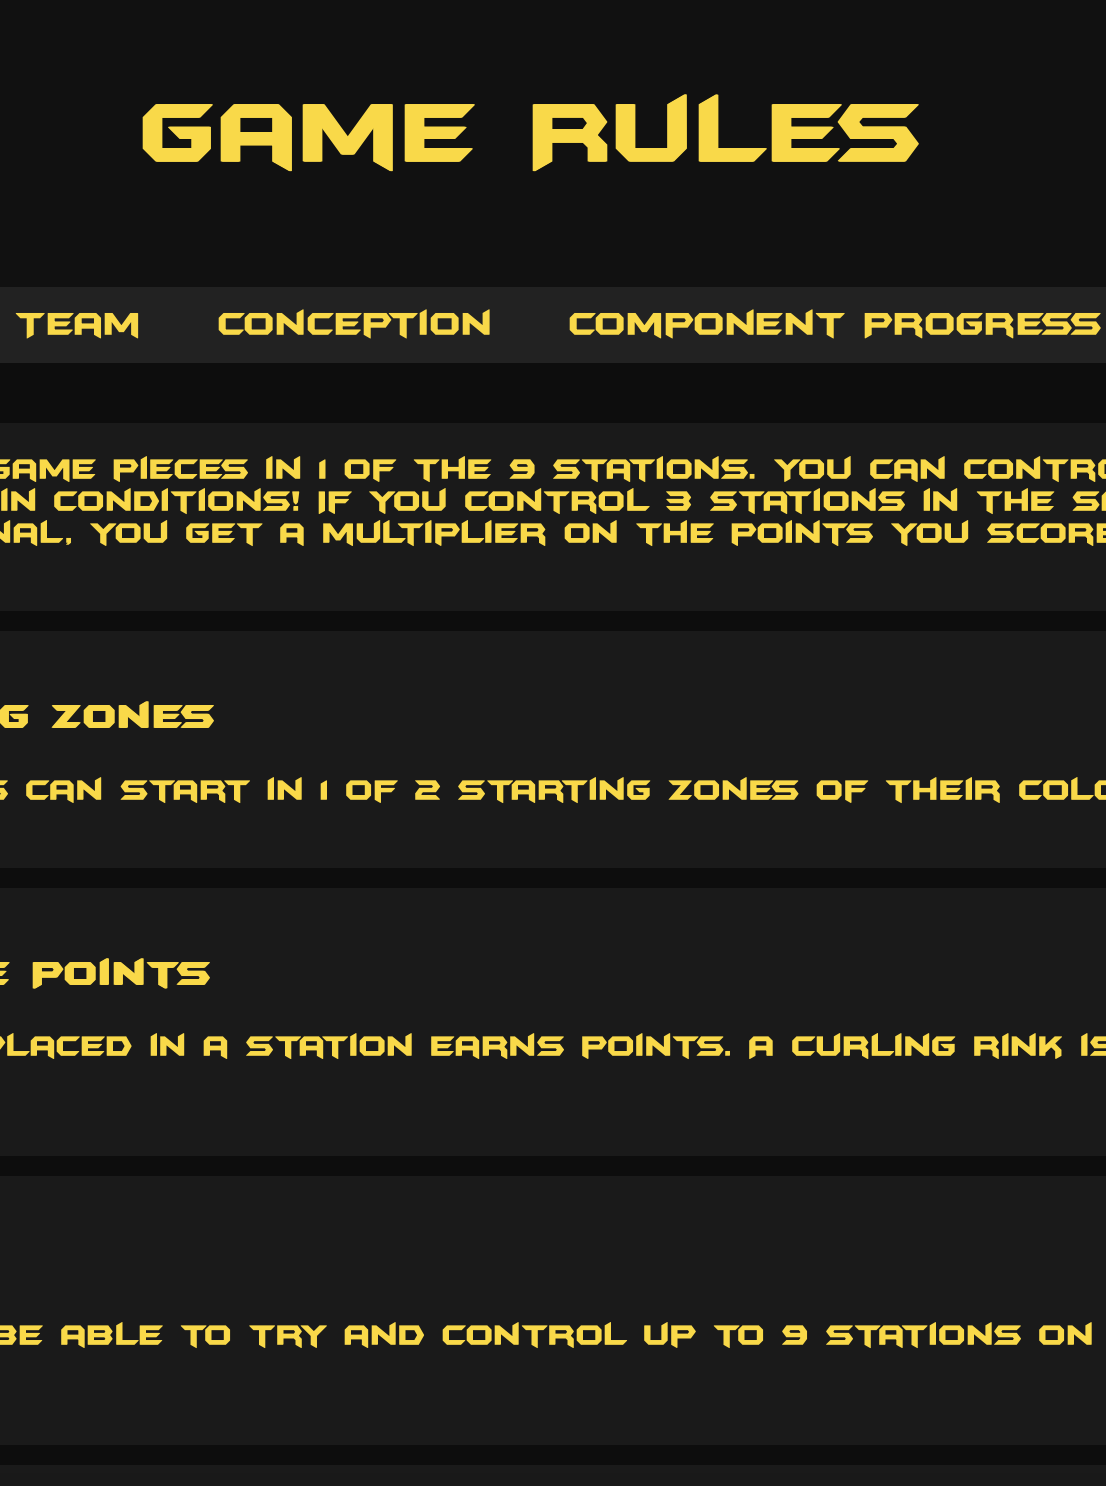 GAME RULES
TEAM CONCEPTION COMPONENT PROGRESS
GAME PIECES IN 1 OF THE 9 STATIONS. YOU CAN
IN CONDITIONS! IF YOU CONTROL 3 STATIONS IN THE
YOU GET A MULTIPLIER ON THE POINTS YOU SCORE
ZONES
CAN START IN 1 OF 2 STARTING ZONES OF THEIR
POINTS
PLACED IN A STATION EARNS POINTS. A CURLING RINK IS
BE ABLE TO TRY AND CONTROL UP TO 9 STATIONS ON